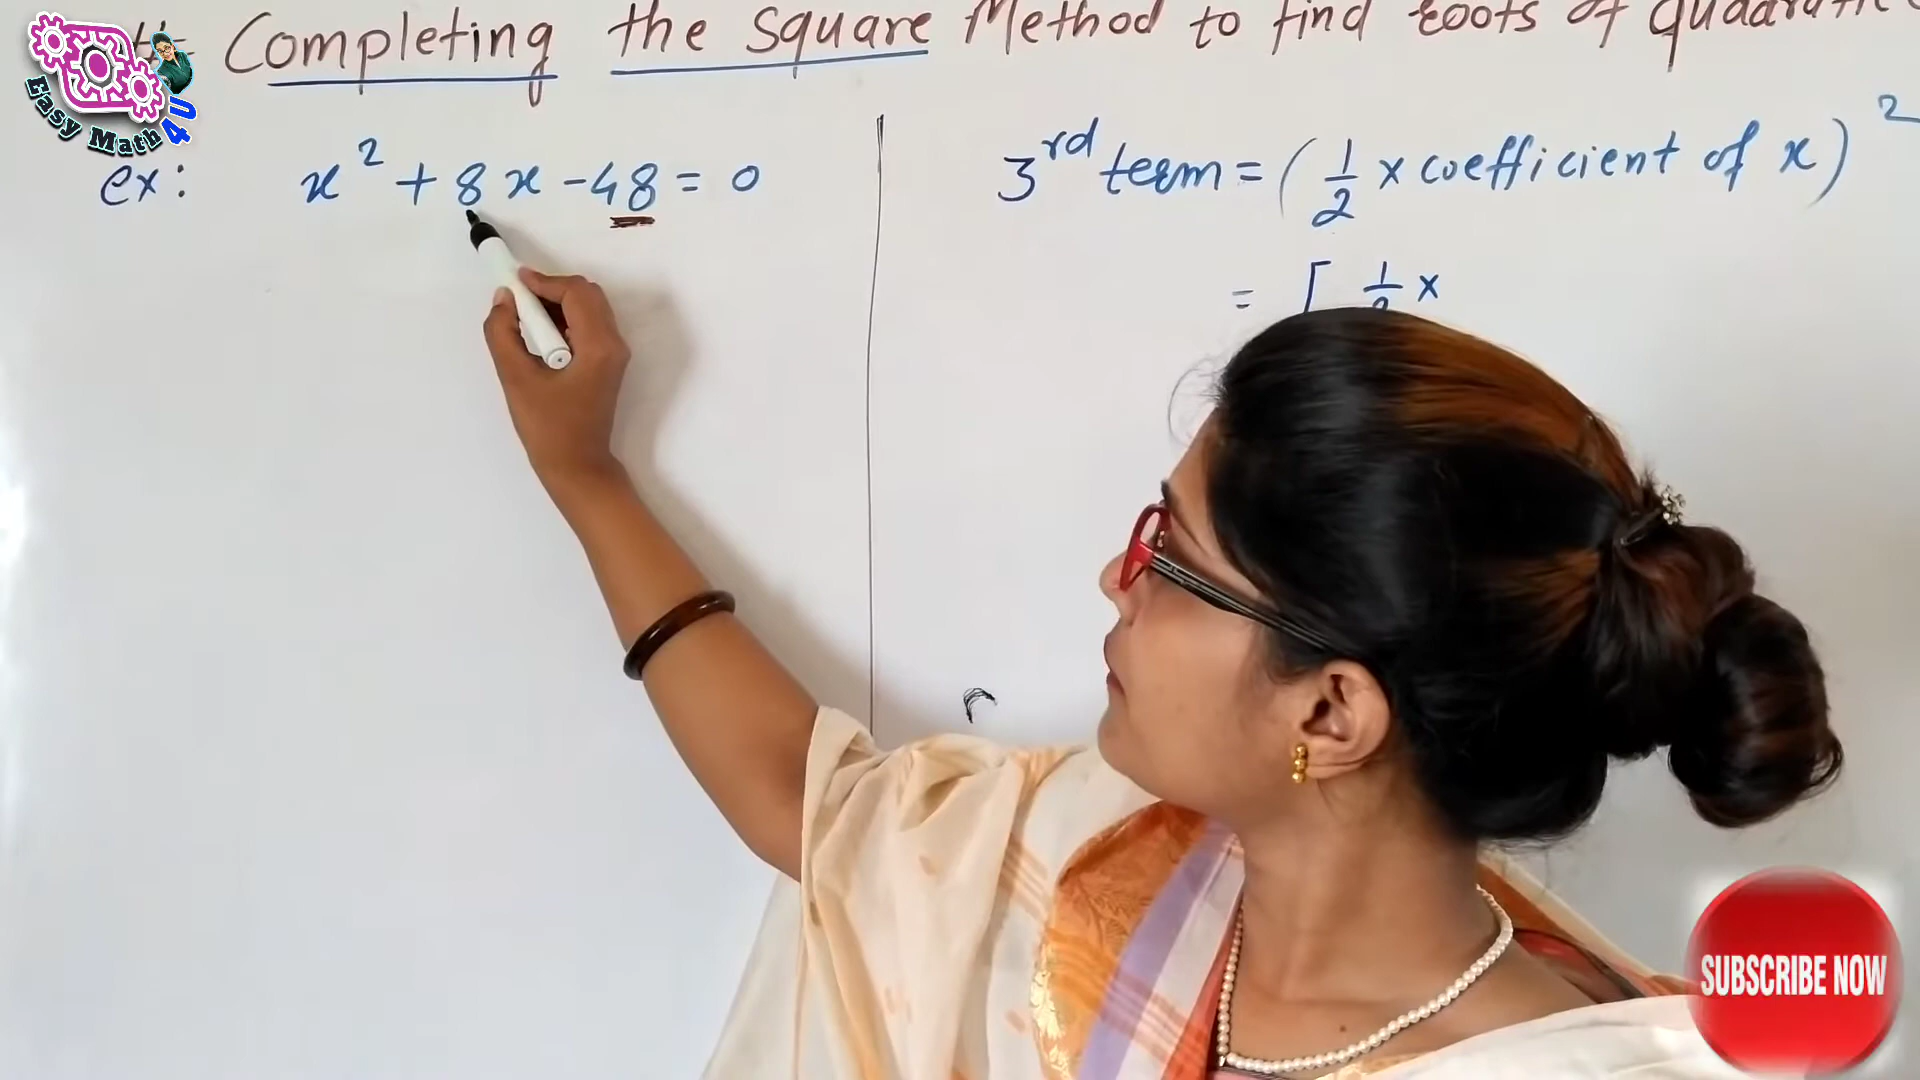 Completing the square Method to find roots of quadratic
ex: x² + 8x - 48 = 0
3rd term = ( 1/2 x coefficient of x )²
= [ 1/2 x
Easy Math 4U
SUBSCRIBE NOW